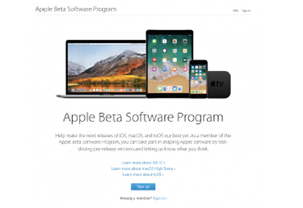 Apple Beta Software Program
Sign In
tv
Apple Beta Software Program
Help make the next releases of iOS, macOS, and tvOS our best yet. As a member of the
Apple Beta Software Program, you can take part in shaping Apple software by test-
driving pre-release versions and letting us know what you think.
Learn more about iOS 11
Learn more about macOS High Sierra
Learn more about tvOS
Sign up
Already a member? Sign in